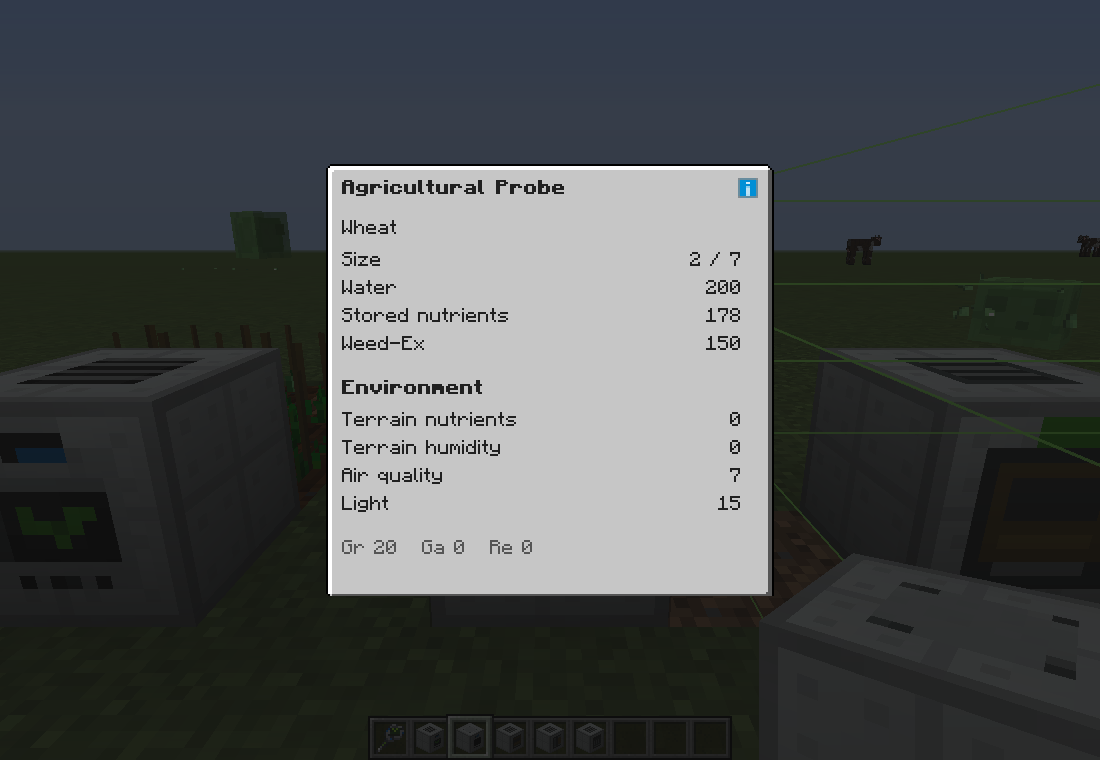 Agricultural Probe
Wheat
Size 2 / 7
Water 200
Stored nutrients 178
Weed-Ex 150
Environment
Terrain nutrients 0
Terrain humidity 0
Air quality 7
Light 15
Gr 20 Ga 0 Re 0